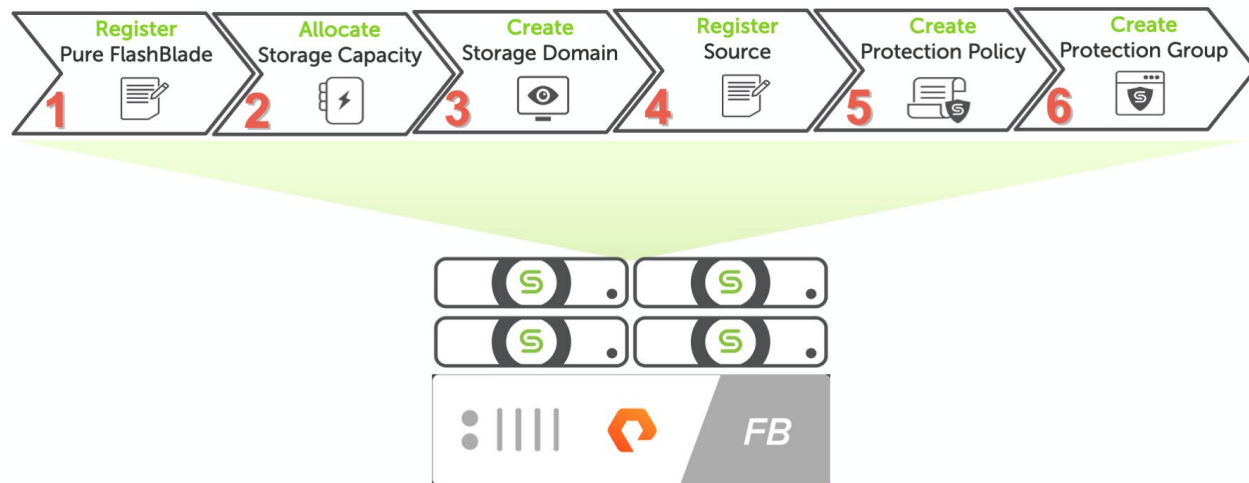 Register
Pure FlashBlade
1
Allocate
Storage Capacity
2
Create
Storage Domain
3
Register
Source
4
Create
Protection Policy
5
Create
Protection Group
6
FB